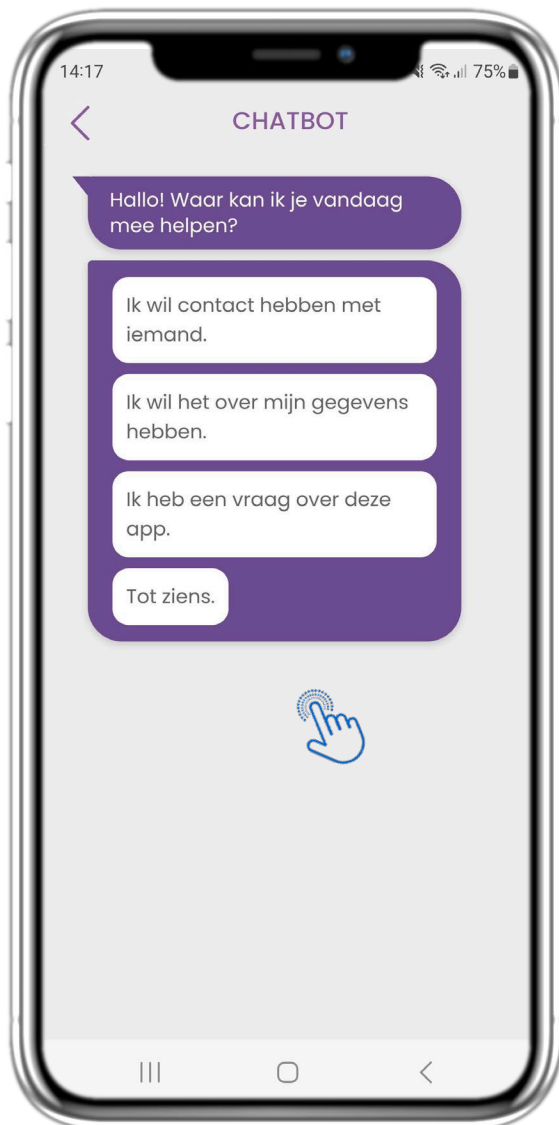 14:17
75%
CHATBOT
Hallo! Waar kan ik je vandaag
mee helpen?
Ik wil contact hebben met
iemand.
Ik wil het over mijn gegevens
hebben.
Ik heb een vraag over deze
app.
Tot ziens.